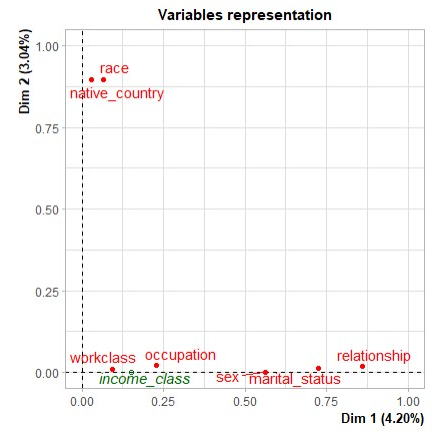 Variables representation
Dim 2 (3.04%)
1.00
0.75
0.50
0.25
0.00
race
native_country
workclass
occupation
income_class
sex
marital_status
relationship
0.00
0.25
0.50
0.75
1.00
Dim 1 (4.20%)